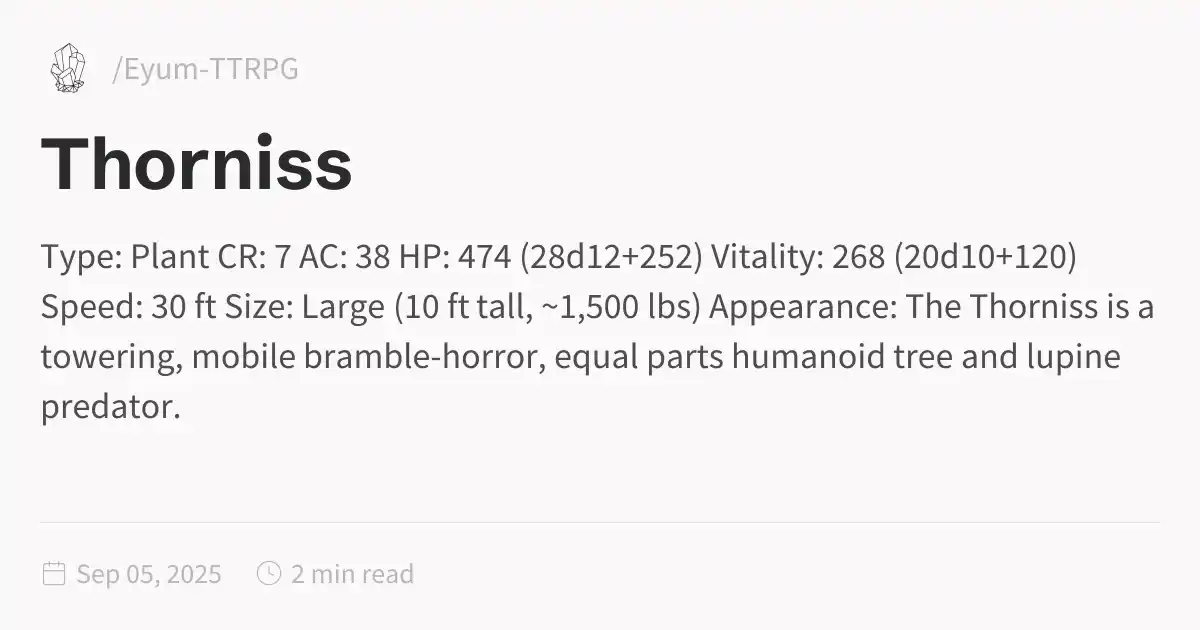 /Eyum-TTRPG
Thorniss
Type: Plant CR: 7 AC: 38 HP: 474 (28d12+252) Vitality: 268 (20d10+120)
Speed: 30 ft Size: Large (10 ft tall, ~1,500 lbs) Appearance: The Thorniss is a
towering, mobile bramble-horror, equal parts humanoid tree and lupine
predator.
Sep 05, 2025 2 min read